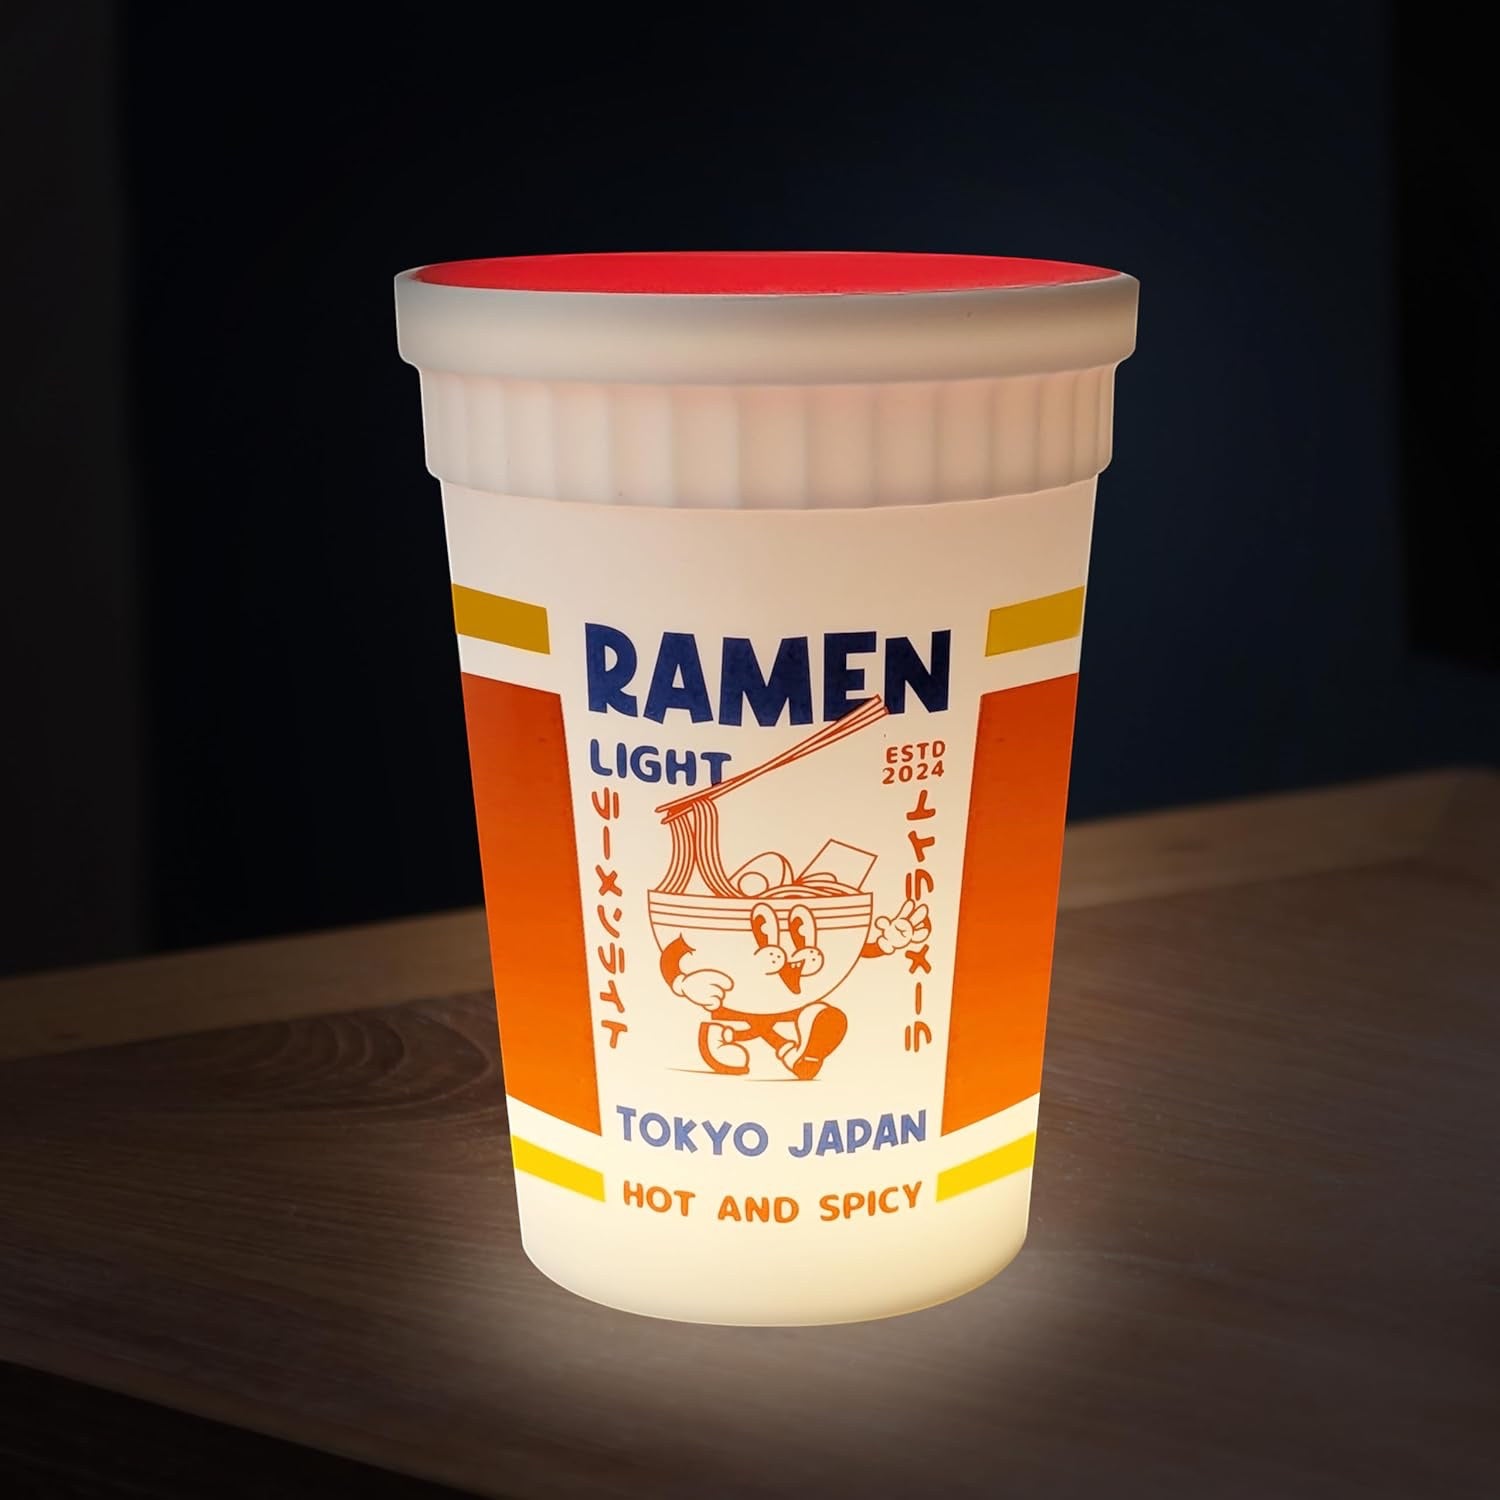 RAMEN
LIGHT
ESTD
2024
ラーメンライト
ラーメンライト
TOKYO JAPAN
HOT AND SPICY